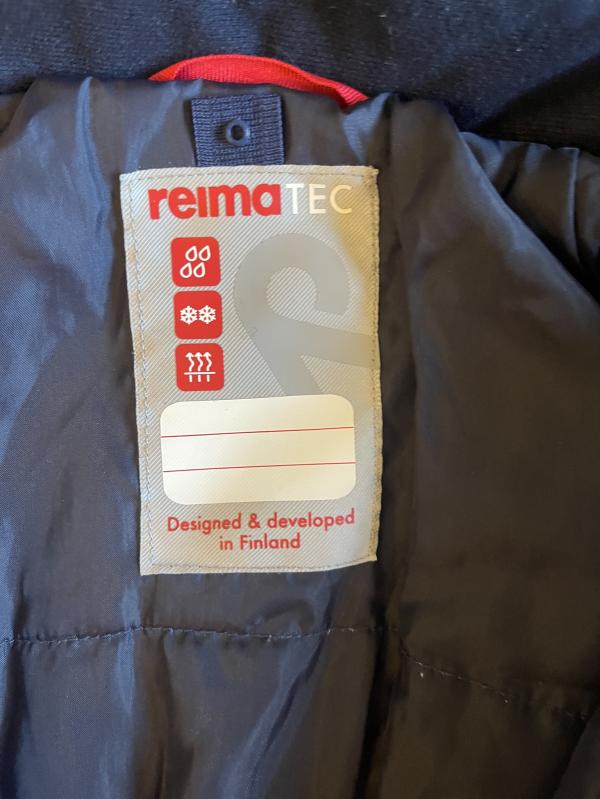 reimaTEC
Designed & developed
in Finland